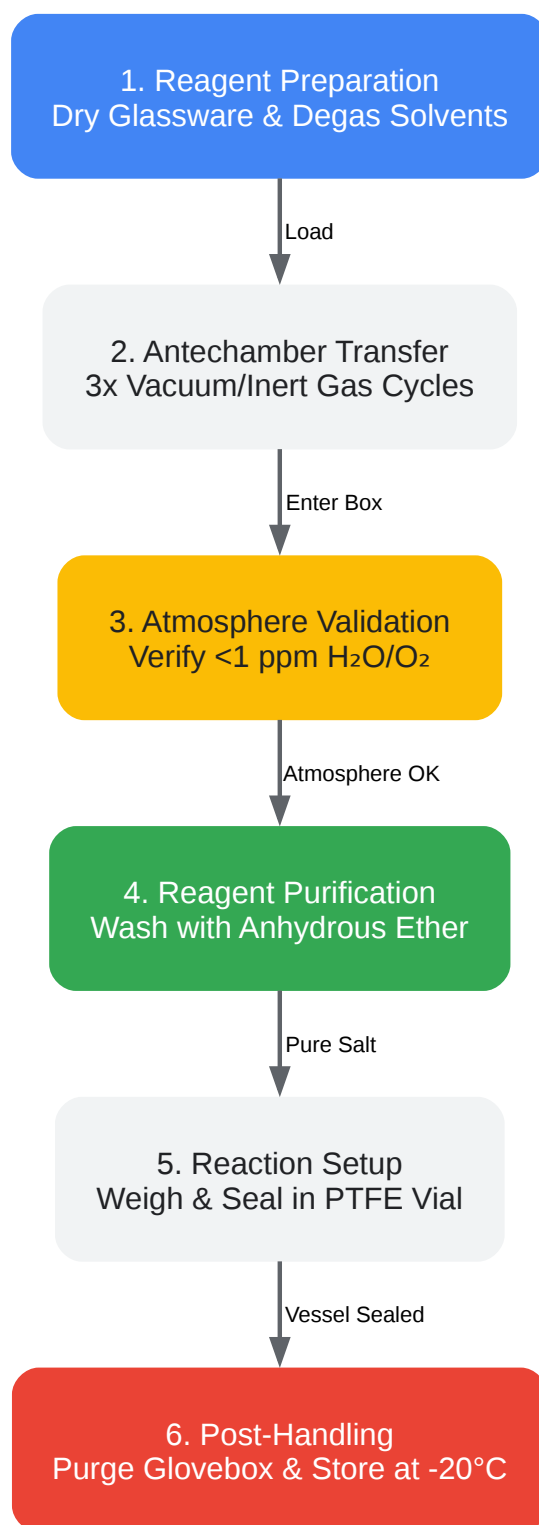 1. Reagent Preparation
Dry Glassware & Degas Solvents
Load
2. Antechamber Transfer
3x Vacuum/Inert Gas Cycles
Enter Box
3. Atmosphere Validation
Verify <1 ppm H₂O/O₂
Atmosphere OK
4. Reagent Purification
Wash with Anhydrous Ether
Pure Salt
5. Reaction Setup
Weigh & Seal in PTFE Vial
Vessel Sealed
6. Post-Handling
Purge Glovebox & Store at -20°C